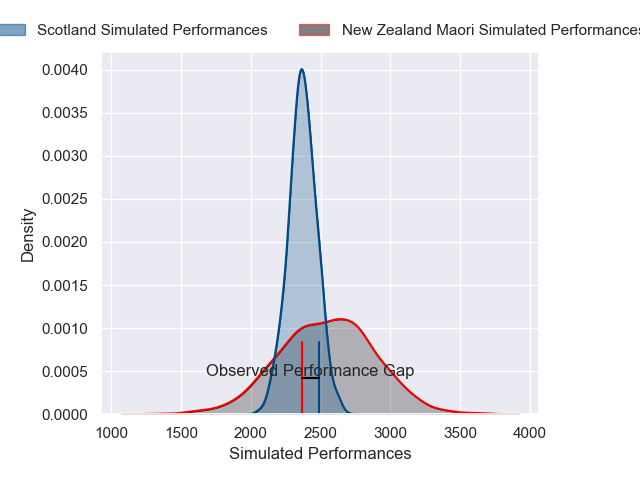 Scotland Simulated Performances
New Zealand Maori Simulated Performances
0.0040
0.0035
0.0030
0.0025
0.0020
0.0015
0.0010
0.0005
0.0000
Density
Observed Performance Gap
1000 1500 2000 2500 3000 3500 4000
Simulated Performances